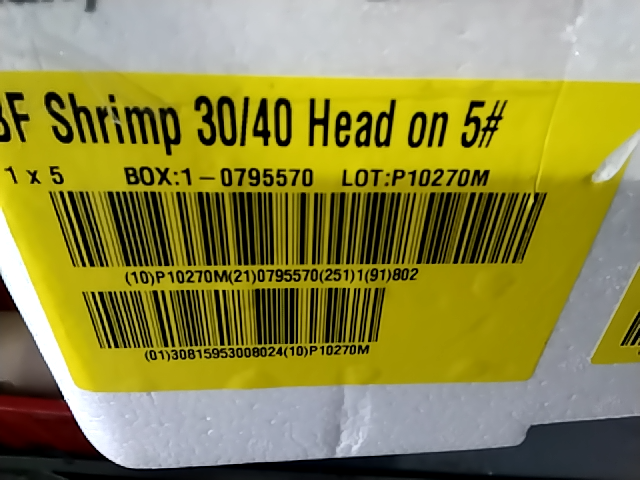 BF Shrimp 30/40 Head on 5#
1 x 5 BOX:1-0795570 LOT:P10270M
(10)P10270M(21)0795570(251)1(91)802
(01)30815953008024(10)P10270M